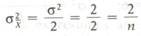 σ²x̄ = σ²/2 = 2/2 = 2/n